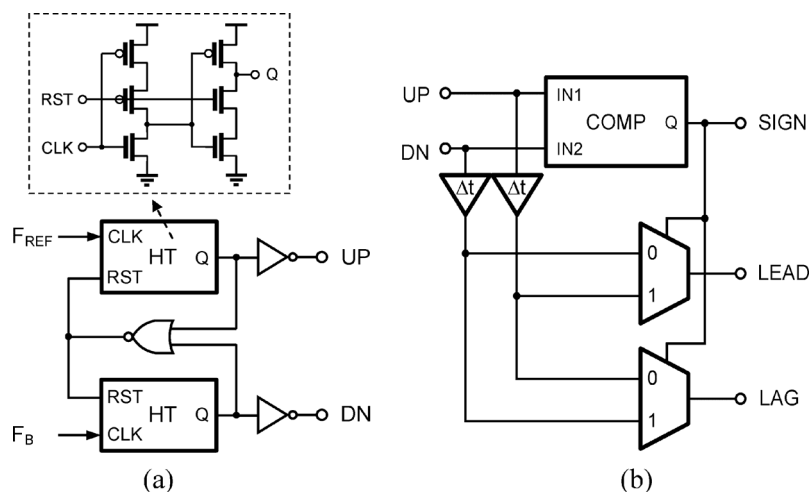 Q
RST
CLK
F_REF
CLK
HT
Q
RST
UP
RST
HT
Q
CLK
F_B
DN
(a)
UP
IN1
COMP
Q
SIGN
DN
IN2
Δt
Δt
0
1
LEAD
0
1
LAG
(b)